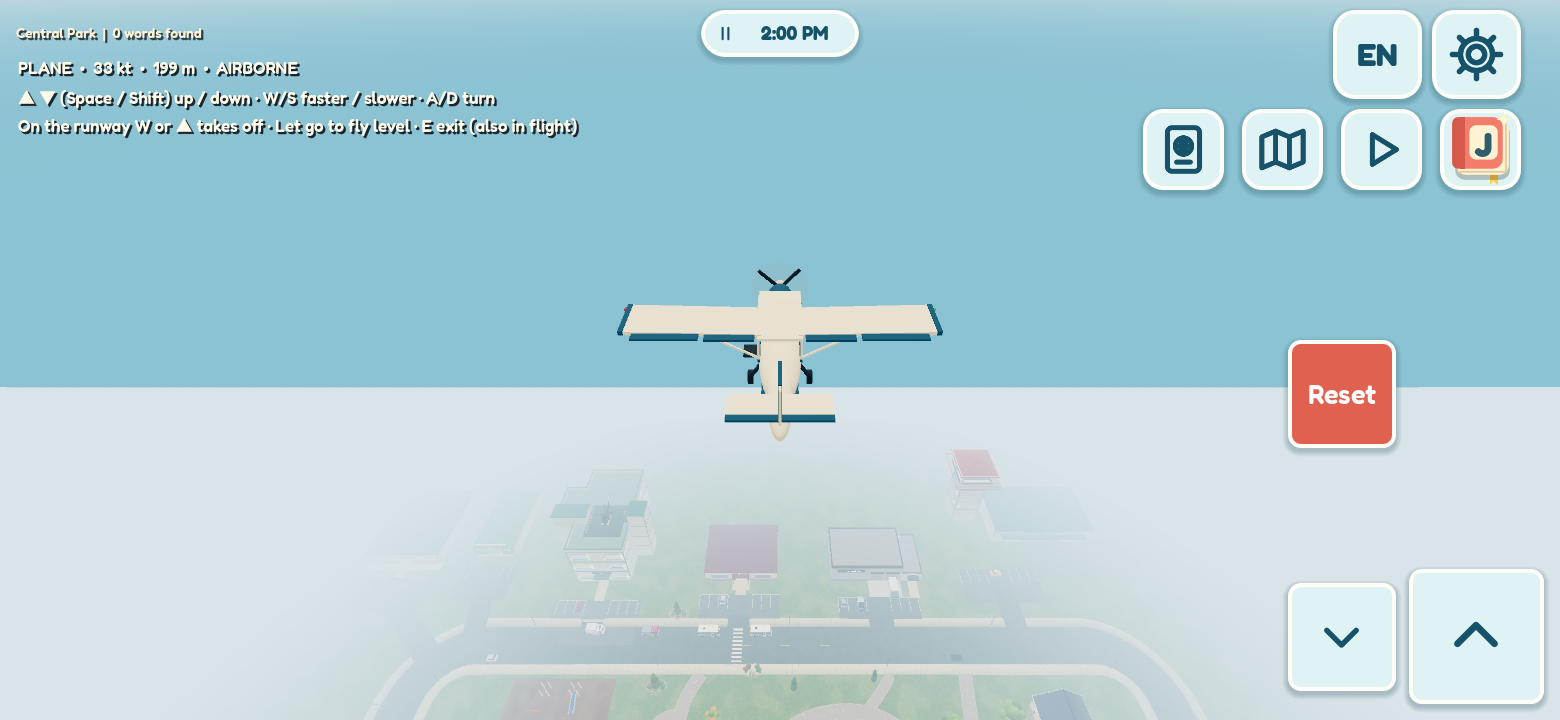 Central Park | 0 words found
PLANE • 33 kt • 199 m • AIRBORNE
▲ ▼ (Space / Shift) up / down · W/S faster / slower · A/D turn
On the runway W or ▲ takes off · Let go to fly level · E exit (also in flight)
2:00 PM
EN
J
Reset